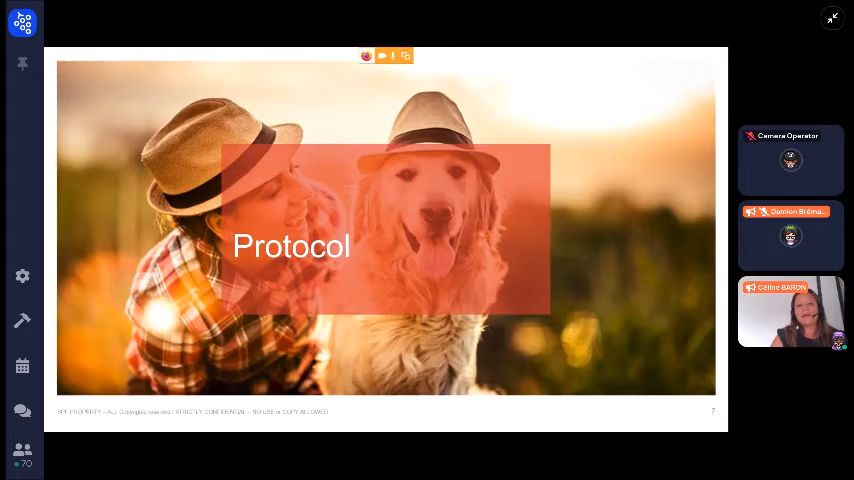 Camera Operator
Damien Bréma...
Céline BARON
Protocol
SPF PROPERTY – ALL Copyrights reserved / STRICTLY CONFIDENTIAL – NO USE or COPY ALLOWED
7
70